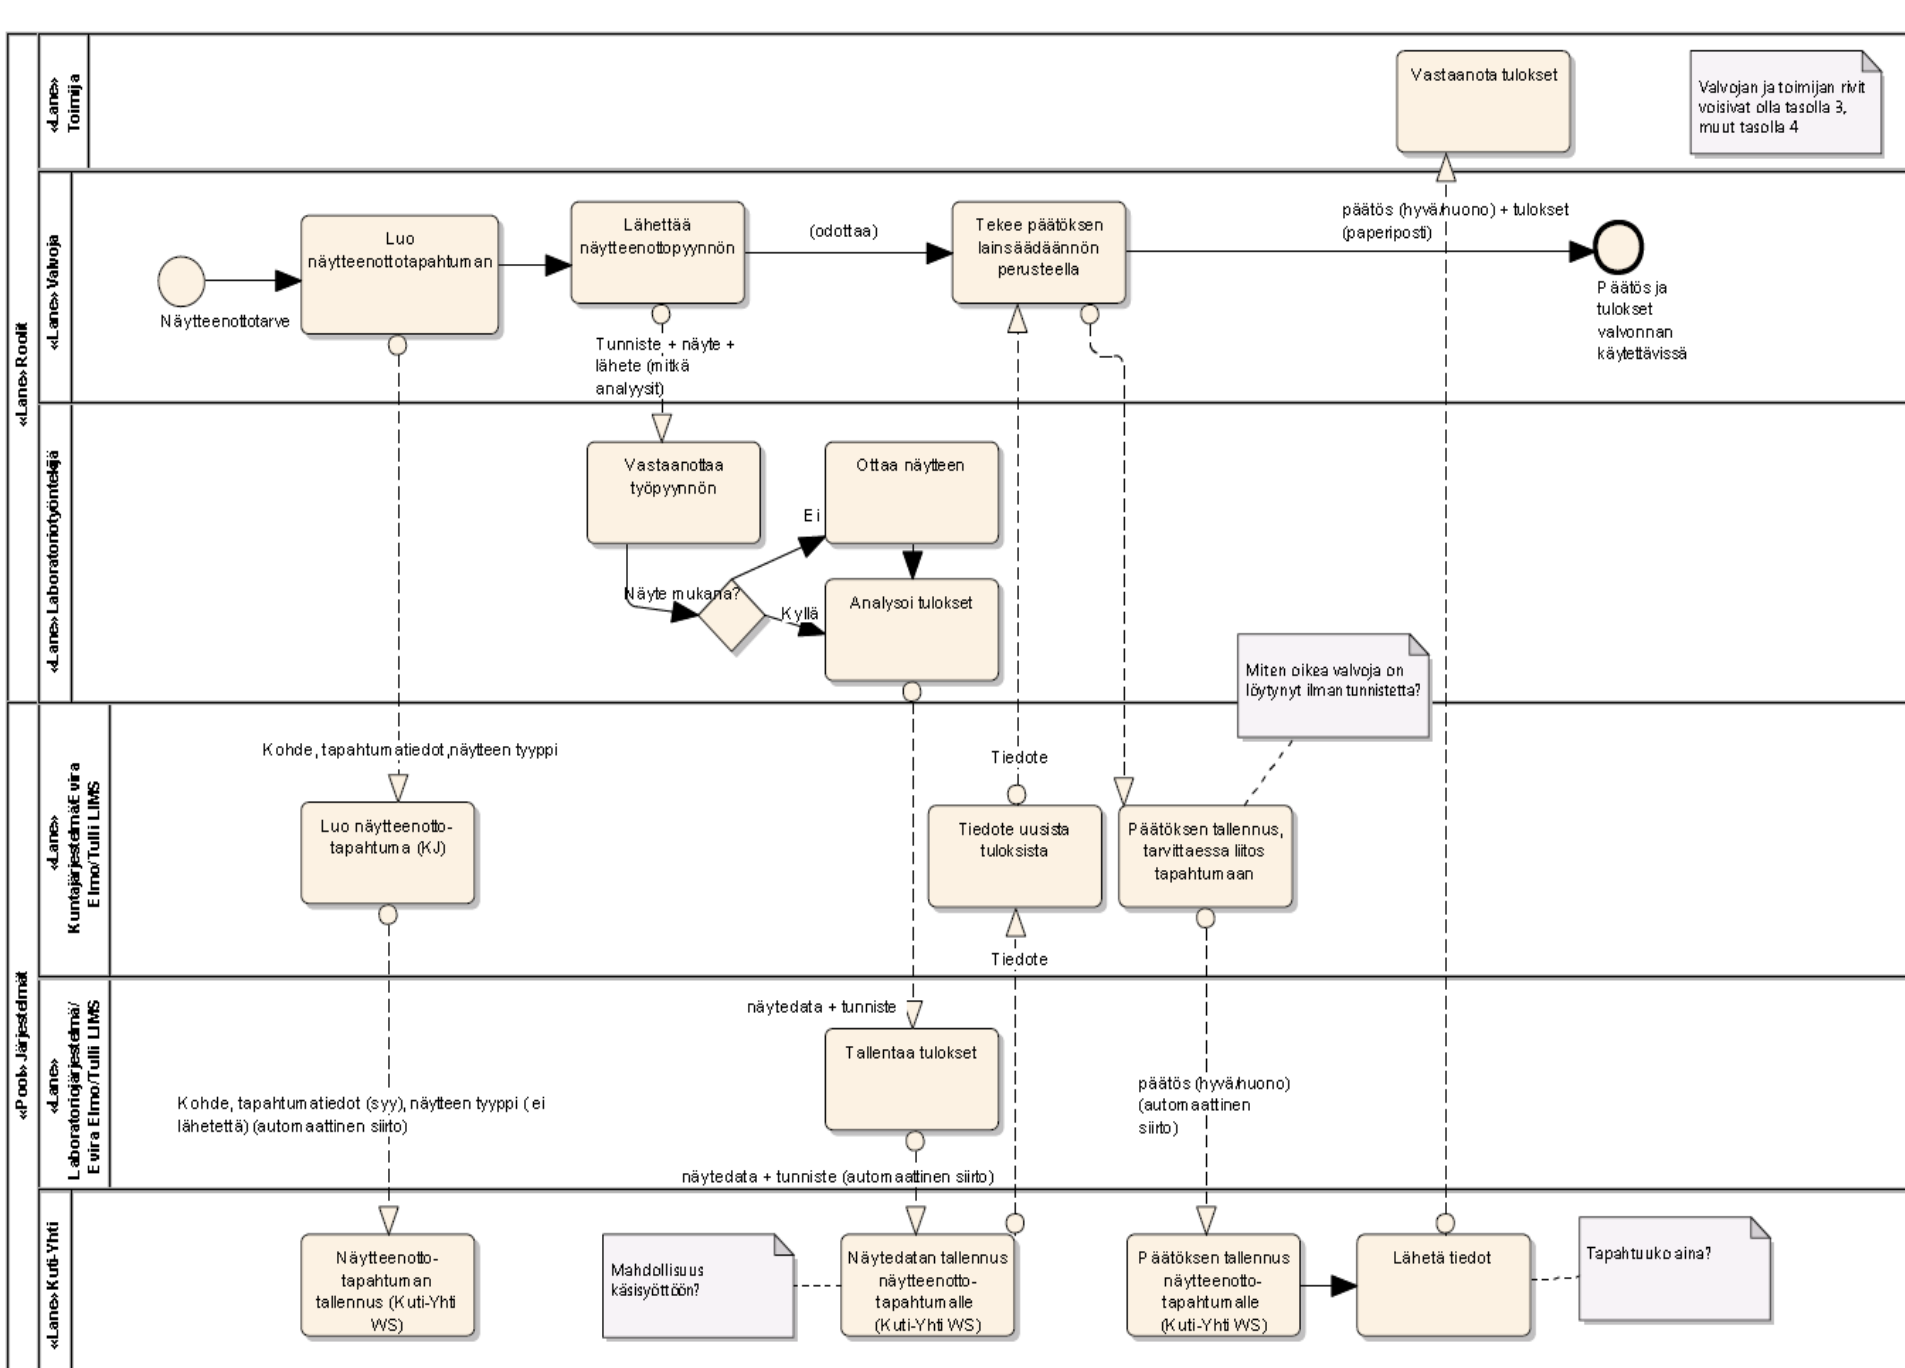 «Lane» Roolit
«Lane»
Toimija
Vastaanota tulokset
Valvojan ja toimijan rivit
voisivat olla tasolla 3,
muut tasolla 4
«Lane» Valvoja
Näytteenottotarve
Luo
näytteenottotapahtuman
Lähettää
näytteenottopyynnön
(odottaa)
Tekee päätöksen
lainsäädäännön
perusteella
päätös (hyvä/huono) + tulokset
(paperiposti)
Päätös ja
tulokset
valvonnan
käytettävissä
Tunniste + näyte +
lähete (mitkä
analyysit)
«Lane» Laboratoriotyöntekijä
Vastaanottaa
työpyynnön
Näyte mukana?
Ei
Kyllä
Ottaa näytteen
Analysoi tulokset
Miten oikea valvoja on
löytynyt ilman tunnistetta?
«Pool» Järjestelmät
«Lane»
Kuntajärjestelmä/Evira
Elmo/Tulli LIMS
Kohde, tapahtumatiedot,näytteen tyyppi
Luo näytteenotto-
tapahtuma (KJ)
Tiedote
Tiedote uusista
tuloksista
Päätöksen tallennus,
tarvittaessa liitos
tapahtumaan
Tiedote
«Lane»
Laboratoriojärjestelmä/
Evira Elmo/Tulli LIMS
näytedata + tunniste
Tallentaa tulokset
Kohde, tapahtumatiedot (syy), näytteen tyyppi ( ei
lähetettä) (automaattinen siirto)
päätös (hyvä/huono)
(automaattinen
siirto)
näytedata + tunniste (automaattinen siirto)
«Lane» Kuti-Yhti
Näytteenotto-
tapahtuman
tallennus (Kuti-Yhti
WS)
Mahdollisuus
käsisyöttöön?
Näytedatan tallennus
näytteenotto-
tapahtumalle
(Kuti-Yhti WS)
Päätöksen tallennus
näytteenotto-
tapahtumalle
(Kuti-Yhti WS)
Lähetä tiedot
Tapahtuuko aina?